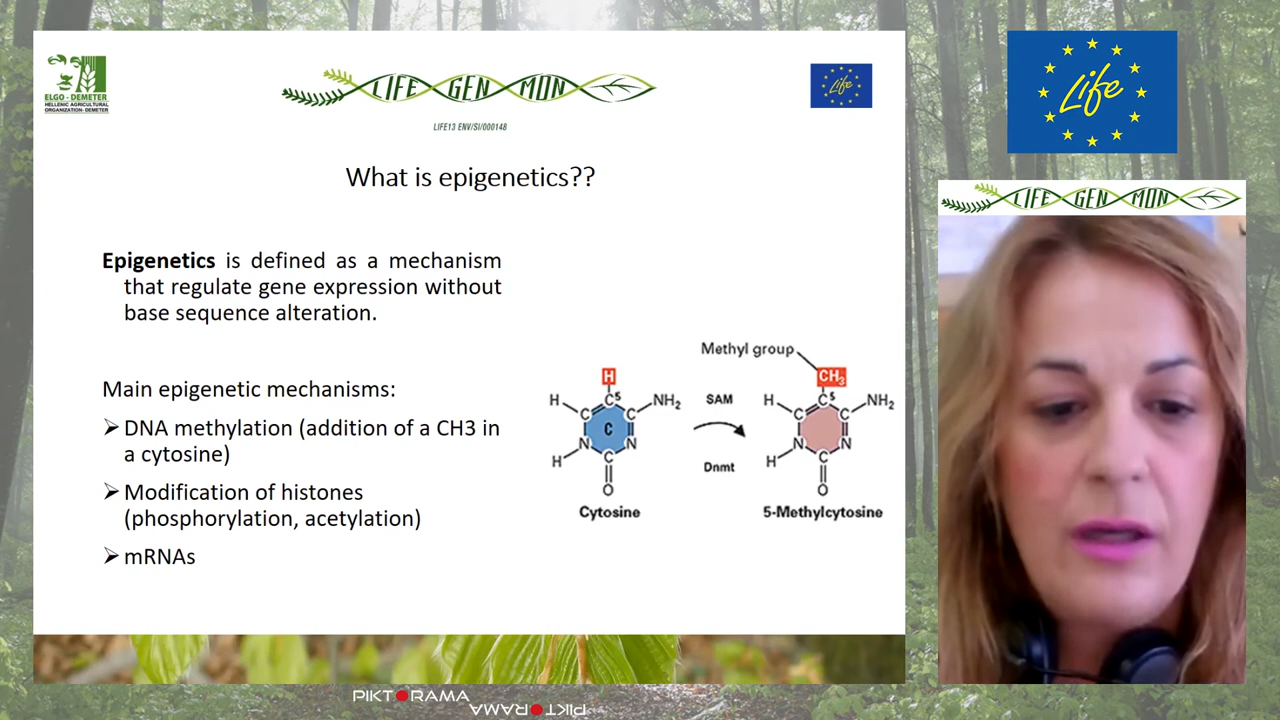 ELGO - DEMETER
HELLENIC AGRICULTURAL
ORGANIZATION- DEMETER
LIFE GEN MON
LIFE13 ENV/SI/000148
Life
Life
LIFE GEN MON
What is epigenetics??
Epigenetics is defined as a mechanism
that regulate gene expression without
base sequence alteration.
Main epigenetic mechanisms:
➢ DNA methylation (addition of a CH3 in
a cytosine)
➢ Modification of histones
(phosphorylation, acetylation)
➢ mRNAs
Methyl group
H
CH3
H C5 C NH2
SAM
H C5 C NH2
C
N N
N N
H
Dnmt
H
C
C
O
O
Cytosine
5-Methylcytosine
PIKTORAMA
PIKTORAMA